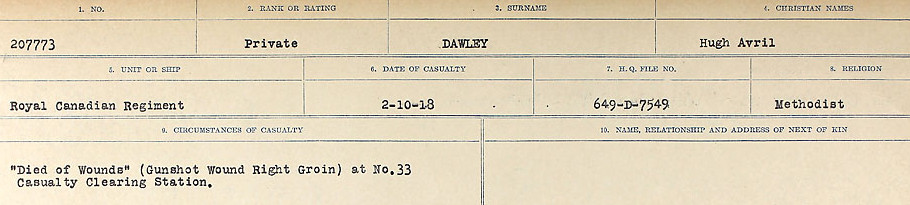 1. NO. 2. RANK OR RATING 3. SURNAME 4. CHRISTIAN NAMES
207773 Private DAWLEY Hugh Avril
5. UNIT OR SHIP 6. DATE OF CASUALTY 7. H.Q. FILE NO. 8. RELIGION
Royal Canadian Regiment 2-10-18 649-D-7549 Methodist
9. CIRCUMSTANCES OF CASUALTY 10. NAME, RELATIONSHIP AND ADDRESS OF NEXT OF KIN
"Died of Wounds" (Gunshot Wound Right Groin) at No.33
Casualty Clearing Station.